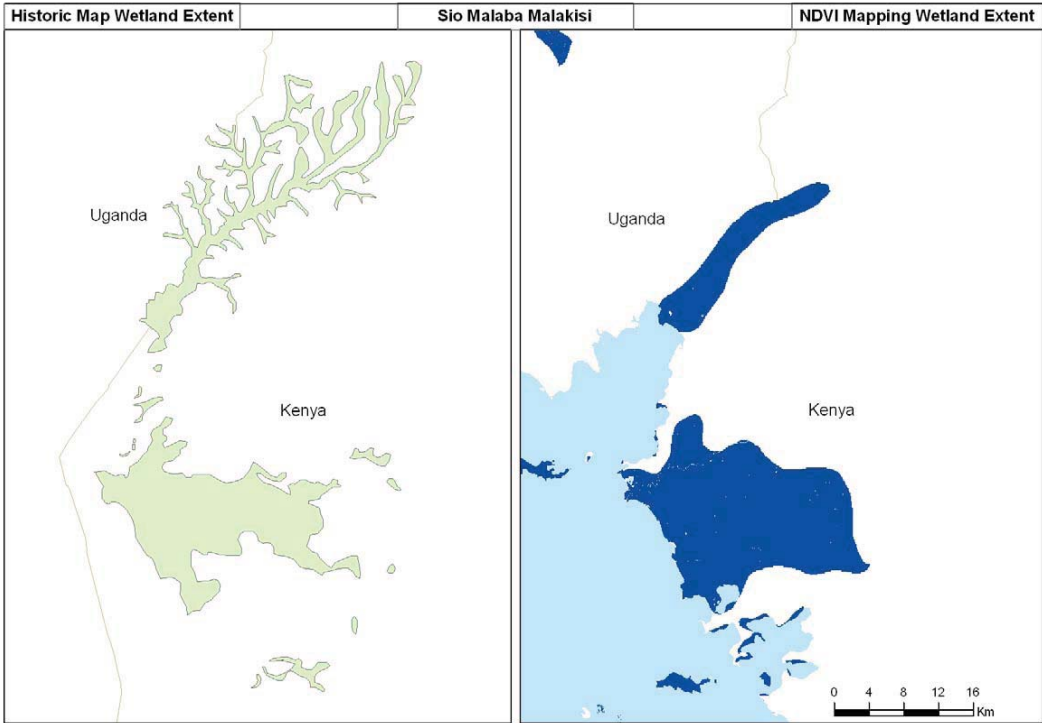 Historic Map Wetland Extent
Sio Malaba Malakisi
NDVI Mapping Wetland Extent
Uganda
Kenya
Uganda
Kenya
0 4 8 12 16
Km